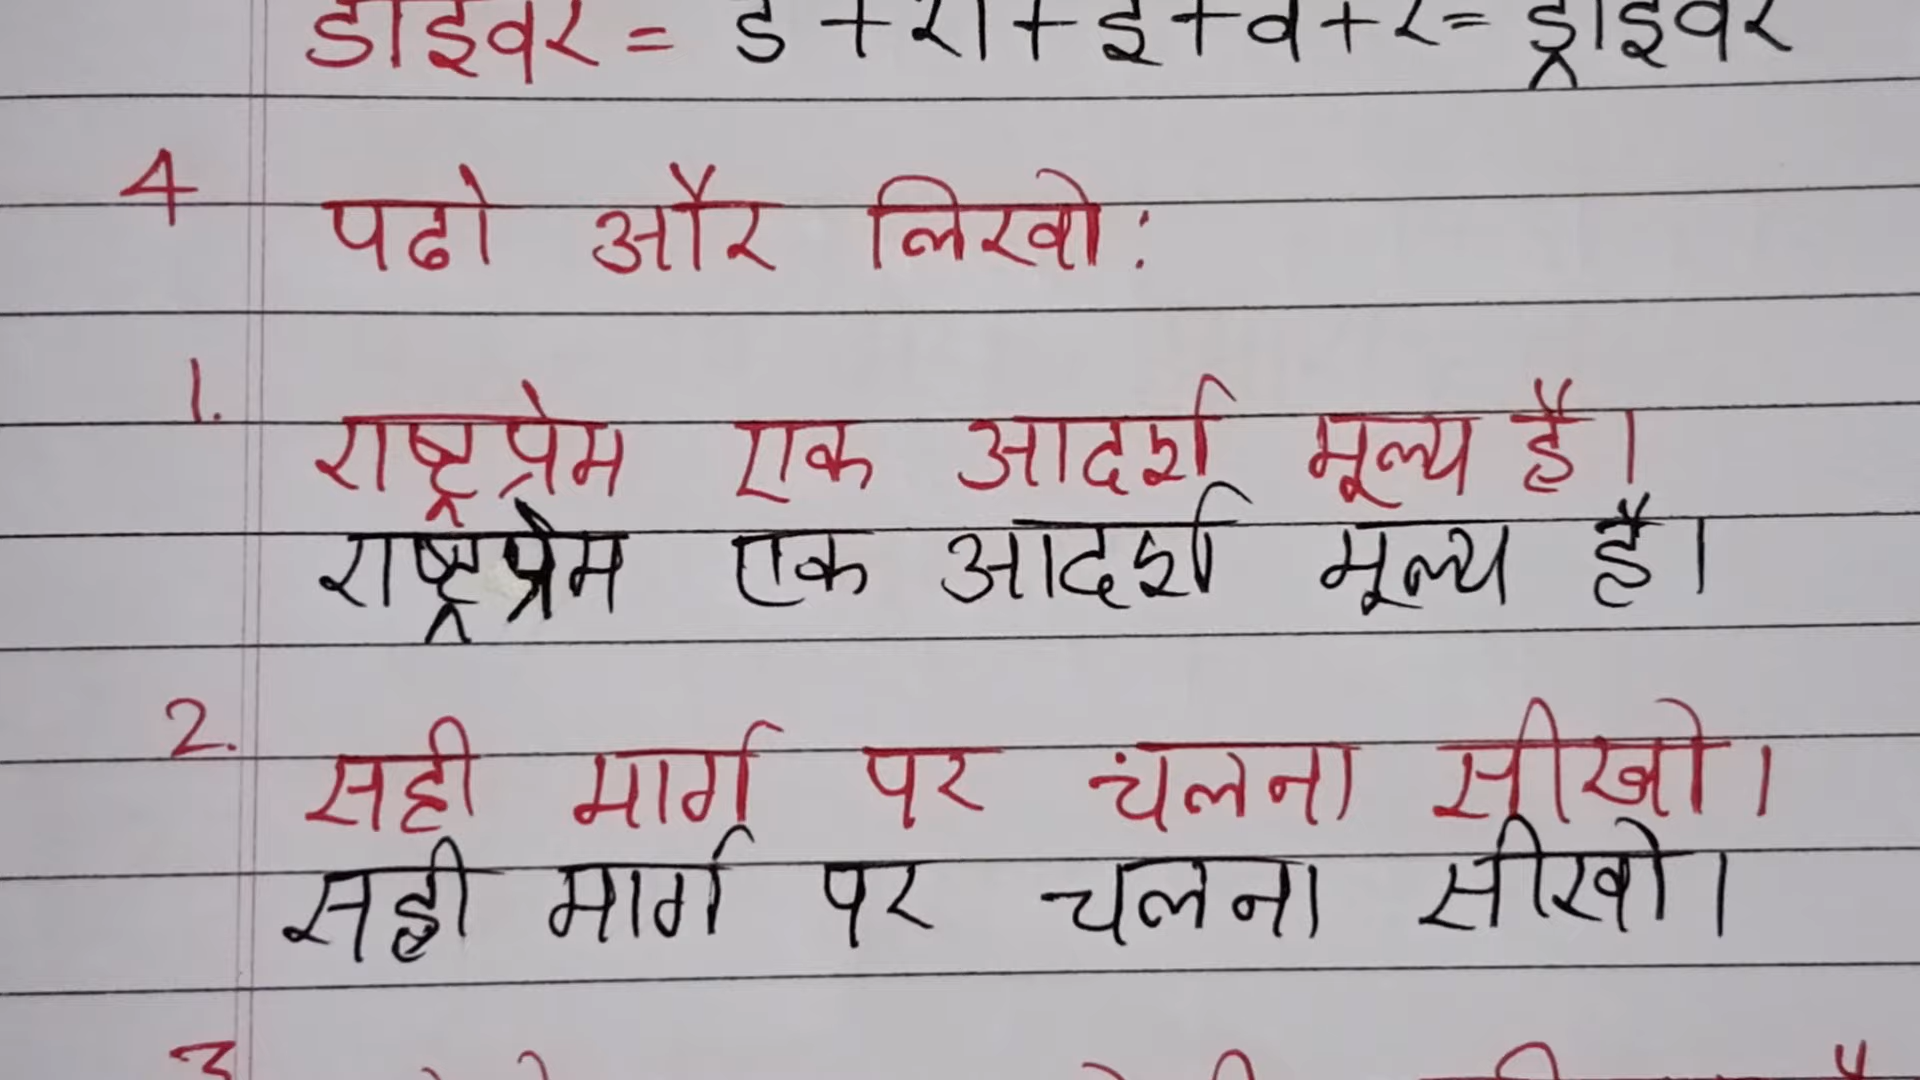 डाइवर = ड + रा + इ + व + र = ड्राइवर
4 पढो और लिखो:
1. राष्ट्रप्रेम एक आदर्श मूल्य है।
राष्ट्रप्रेम एक आदर्श मूल्य है।
2. सही मार्ग पर चंलना सीखो।
सही मार्ग पर चलना सीखो।
3